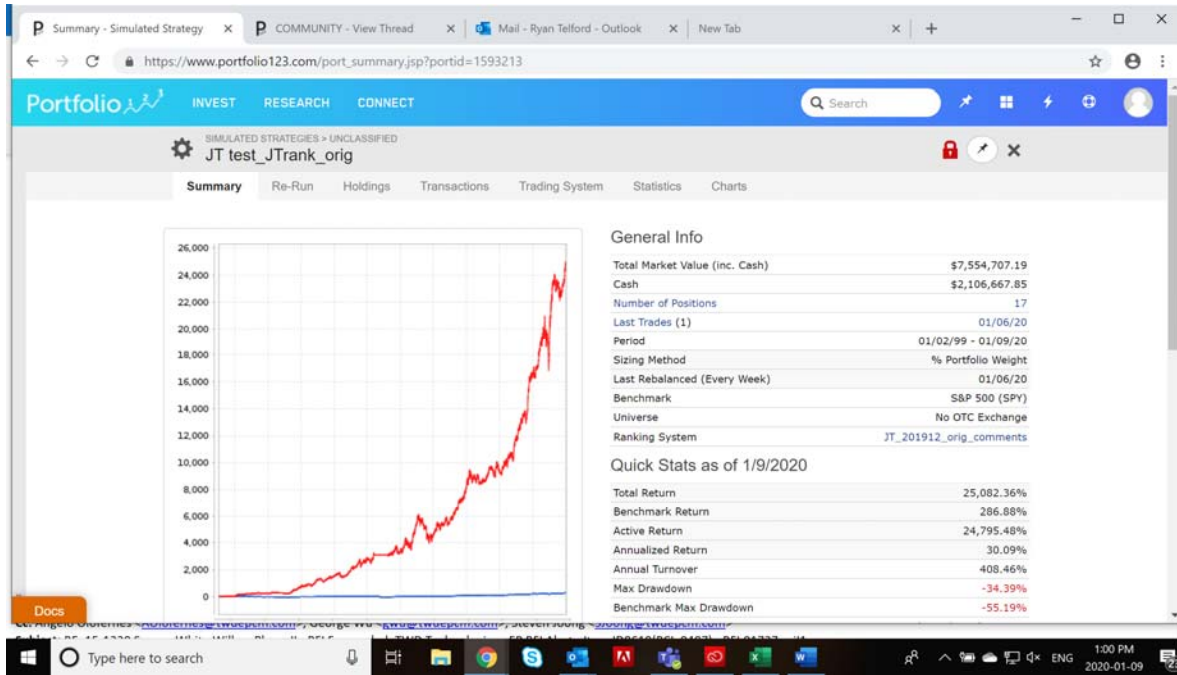 Summary - Simulated Strategy
COMMUNITY - View Thread
Mail - Ryan Telford - Outlook
New Tab
https://www.portfolio123.com/port_summary.jsp?portid=1593213
Portfolio
INVEST
RESEARCH
CONNECT
Search
SIMULATED STRATEGIES > UNCLASSIFIED
JT test_JTrank_orig
Summary
Re-Run
Holdings
Transactions
Trading System
Statistics
Charts
26,000
24,000
22,000
20,000
18,000
16,000
14,000
12,000
10,000
8,000
6,000
4,000
2,000
0
General Info
Total Market Value (inc. Cash) $7,554,707.19
Cash $2,106,667.85
Number of Positions 17
Last Trades (1) 01/06/20
Period 01/02/99 - 01/09/20
Sizing Method % Portfolio Weight
Last Rebalanced (Every Week) 01/06/20
Benchmark S&P 500 (SPY)
Universe No OTC Exchange
Ranking System JT_201912_orig_comments
Quick Stats as of 1/9/2020
Total Return 25,082.36%
Benchmark Return 286.88%
Active Return 24,795.48%
Annualized Return 30.09%
Annual Turnover 408.46%
Max Drawdown -34.39%
Benchmark Max Drawdown -55.19%
Docs
Type here to search
ENG
1:00 PM
2020-01-09